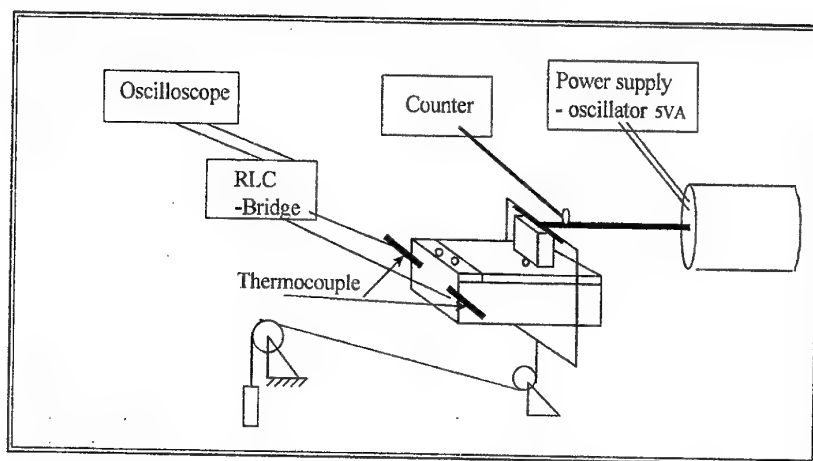 Oscilloscope
Counter
Power supply
- oscillator 5VA
RLC
-Bridge
Thermocouple